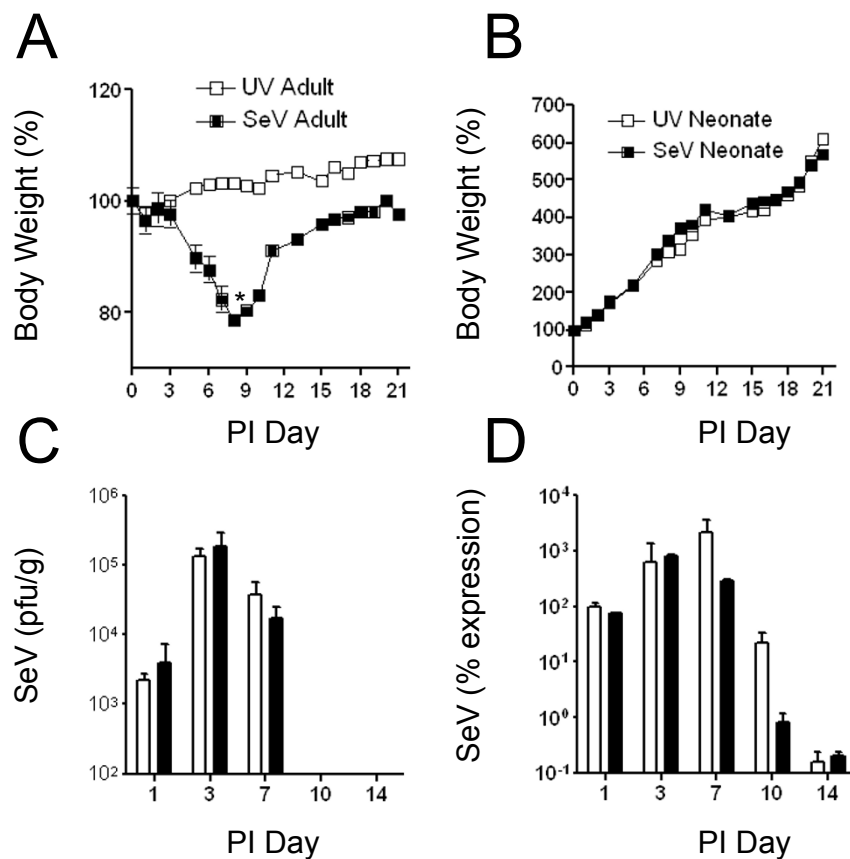 A
UV Adult
SeV Adult
Body Weight (%)
120
100
80
*
0 3 6 9 12 15 18 21
PI Day
B
UV Neonate
SeV Neonate
Body Weight (%)
700
600
500
400
300
200
100
0
0 3 6 9 12 15 18 21
PI Day
C
SeV (pfu/g)
10⁶
10⁵
10⁴
10³
10²
1 3 7 10 14
PI Day
D
SeV (% expression)
10⁴
10³
10²
10¹
10⁰
10⁻¹
1 3 7 10 14
PI Day